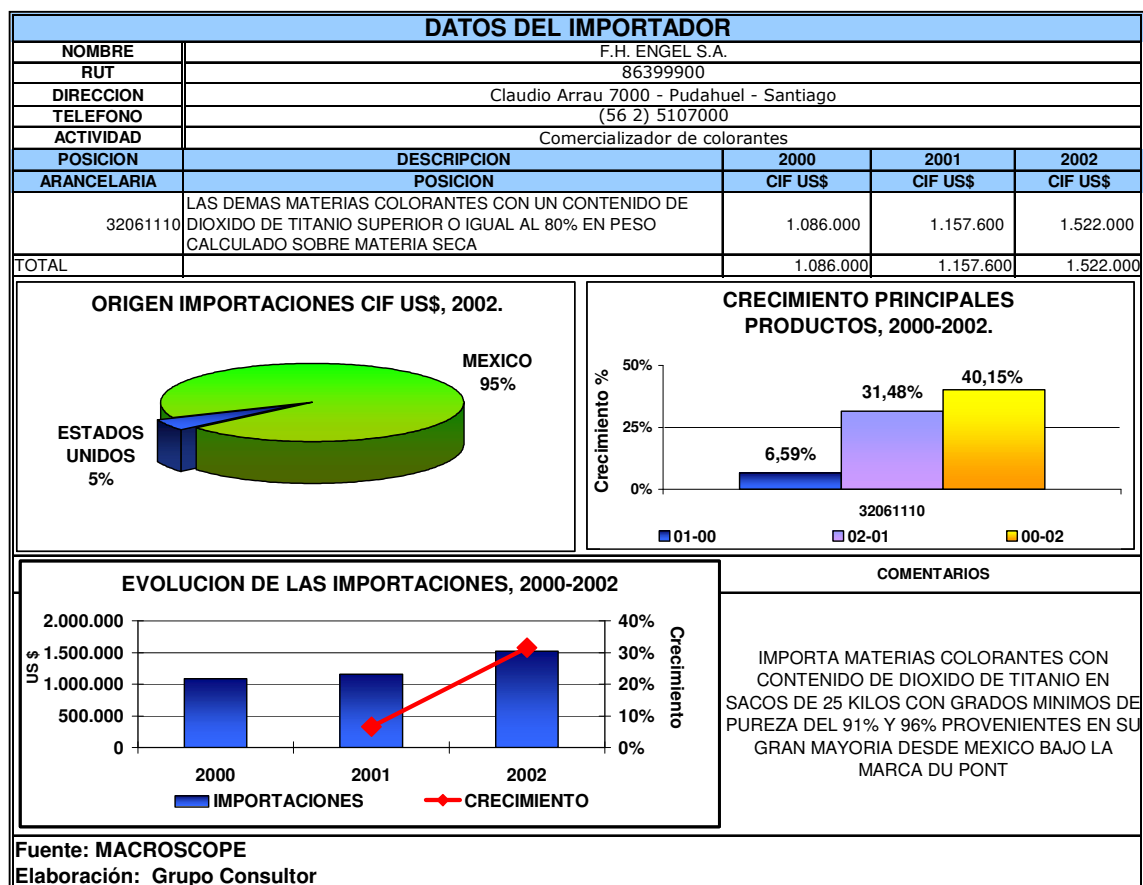 DATOS DEL IMPORTADOR
NOMBRE F.H. ENGEL S.A.
RUT 86399900
DIRECCION Claudio Arrau 7000 - Pudahuel - Santiago
TELEFONO (56 2) 5107000
ACTIVIDAD Comercializador de colorantes
POSICION DESCRIPCION 2000 2001 2002
ARANCELARIA POSICION CIF US$ CIF US$ CIF US$
LAS DEMAS MATERIAS COLORANTES CON UN CONTENIDO DE
32061110 DIOXIDO DE TITANIO SUPERIOR O IGUAL AL 80% EN PESO 1.086.000 1.157.600 1.522.000
CALCULADO SOBRE MATERIA SECA
TOTAL 1.086.000 1.157.600 1.522.000
ORIGEN IMPORTACIONES CIF US$, 2002.
MEXICO
95%
ESTADOS
UNIDOS
5%
CRECIMIENTO PRINCIPALES
PRODUCTOS, 2000-2002.
Crecimiento %
50%
25%
0%
6,59%
31,48%
40,15%
32061110
01-00 02-01 00-02
EVOLUCION DE LAS IMPORTACIONES, 2000-2002
US $
2.000.000
1.500.000
1.000.000
500.000
0
40%
30%
20%
10%
0%
Crecimiento
2000 2001 2002
IMPORTACIONES CRECIMIENTO
COMENTARIOS
IMPORTA MATERIAS COLORANTES CON
CONTENIDO DE DIOXIDO DE TITANIO EN
SACOS DE 25 KILOS CON GRADOS MINIMOS DE
PUREZA DEL 91% Y 96% PROVENIENTES EN SU
GRAN MAYORIA DESDE MEXICO BAJO LA
MARCA DU PONT
Fuente: MACROSCOPE
Elaboración: Grupo Consultor